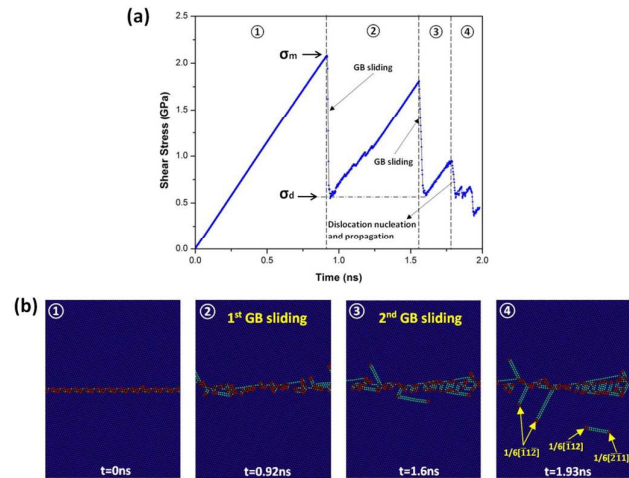 (a)
① ② ③ ④
σm
GB sliding
GB sliding
σd
Dislocation nucleation
and propagation
Shear Stress (GPa)
2.5
2.0
1.5
1.0
0.5
0.0
0.0 0.5 1.0 1.5 2.0
Time (ns)
(b)
① ② ③ ④
1st GB sliding
2nd GB sliding
1/6[1̄12̄]
1/6[1̄12]
1/6[2̄1̄1]
t=0ns
t=0.92ns
t=1.6ns
t=1.93ns